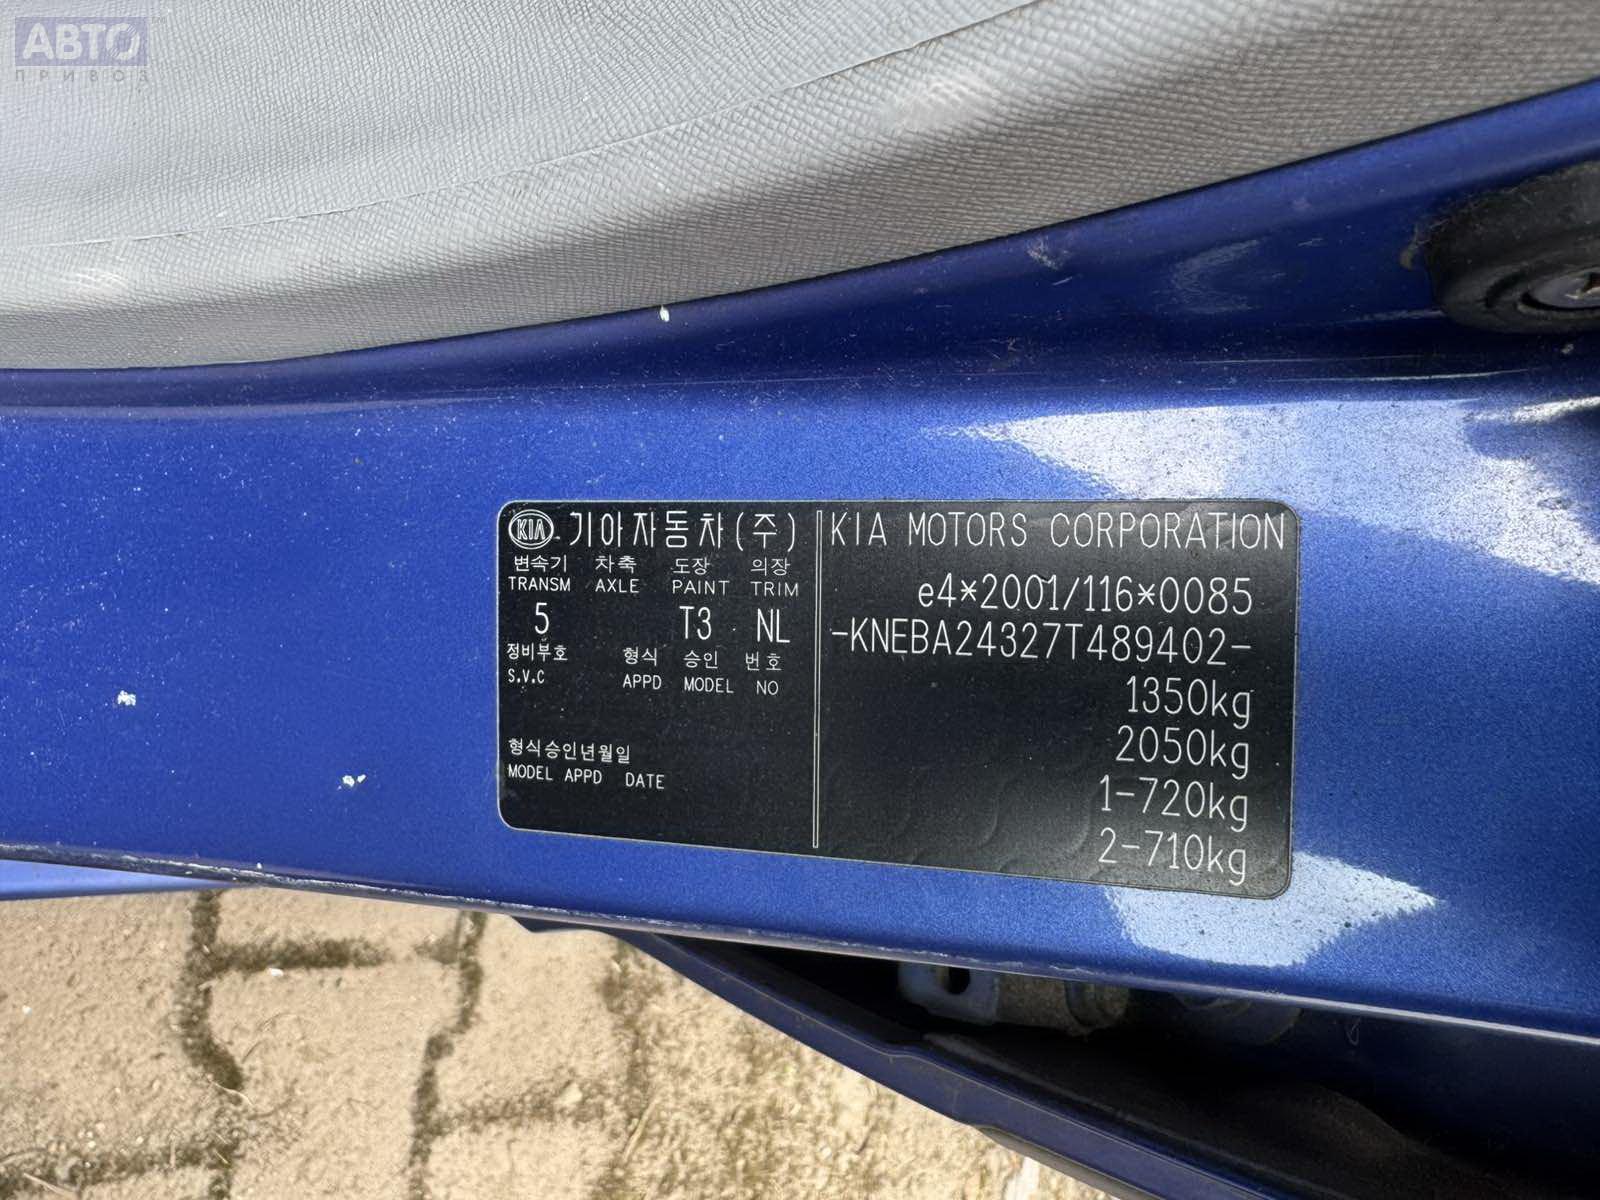 АВТО
ПРИВОЗ
KIA 기아자동차(주)
변속기 차축 도장 의장
TRANSM AXLE PAINT TRIM
5 T3 NL
정비부호 형식 승인 번호
S.V.C APPD MODEL NO
형식승인년월일
MODEL APPD DATE
KIA MOTORS CORPORATION
e4*2001/116*0085
-KNEBA24327T489402-
1350kg
2050kg
1-720kg
2-710kg